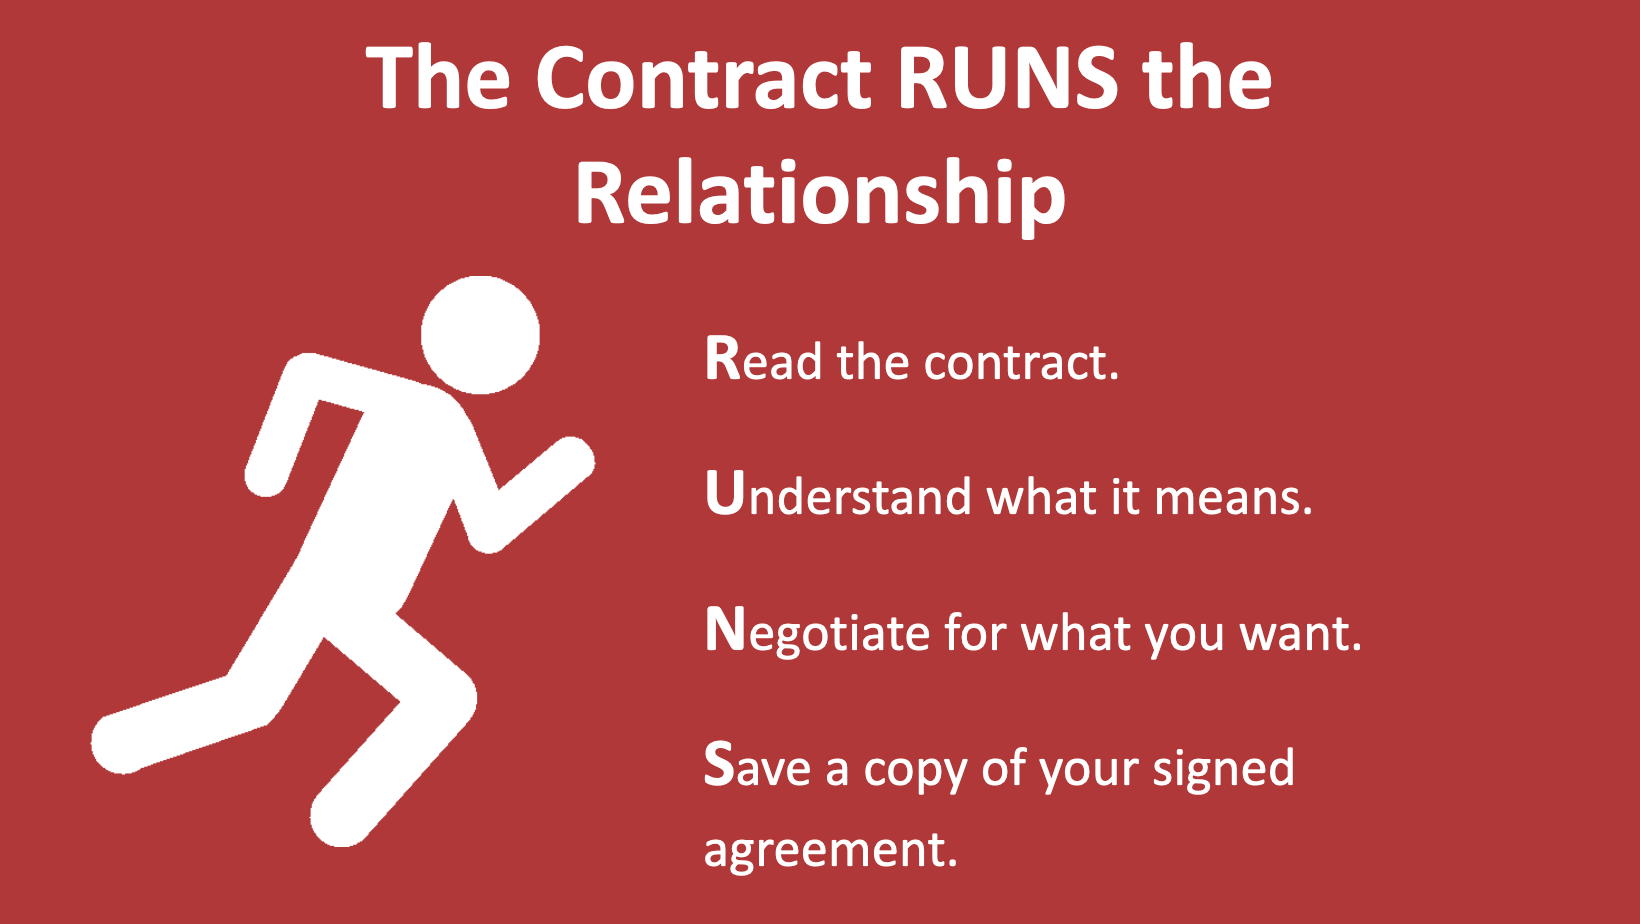 The Contract RUNS the
Relationship
Read the contract.
Understand what it means.
Negotiate for what you want.
Save a copy of your signed
agreement.